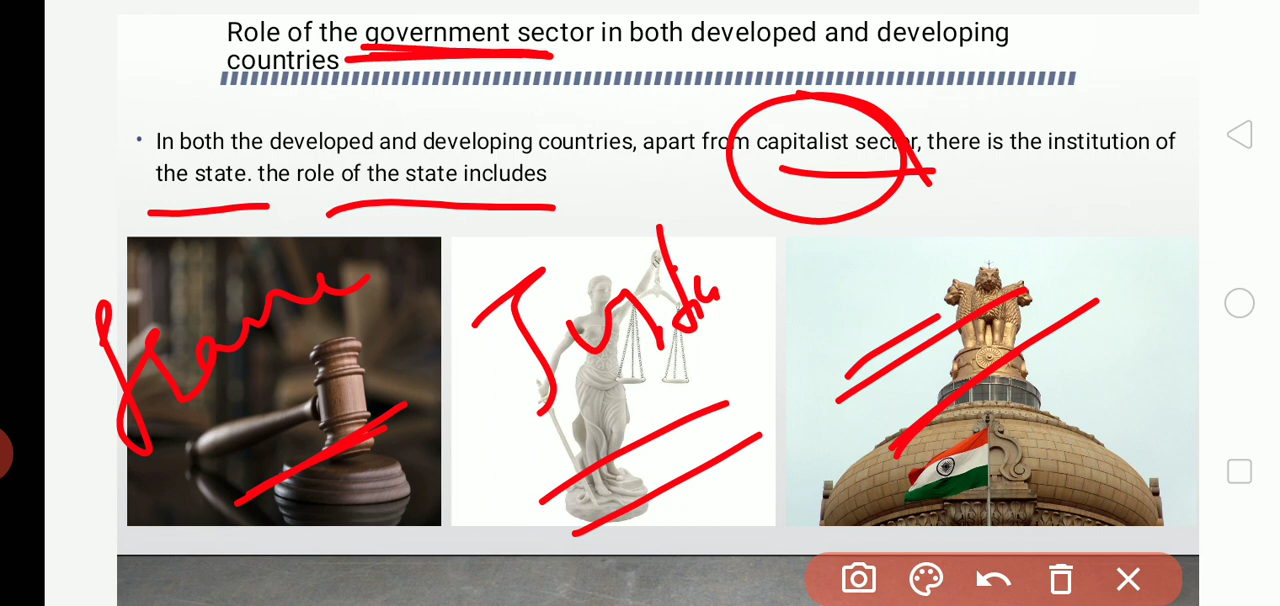 Role of the government sector in both developed and developing
countries
• In both the developed and developing countries, apart from capitalist sector, there is the institution of
the state. the role of the state includes